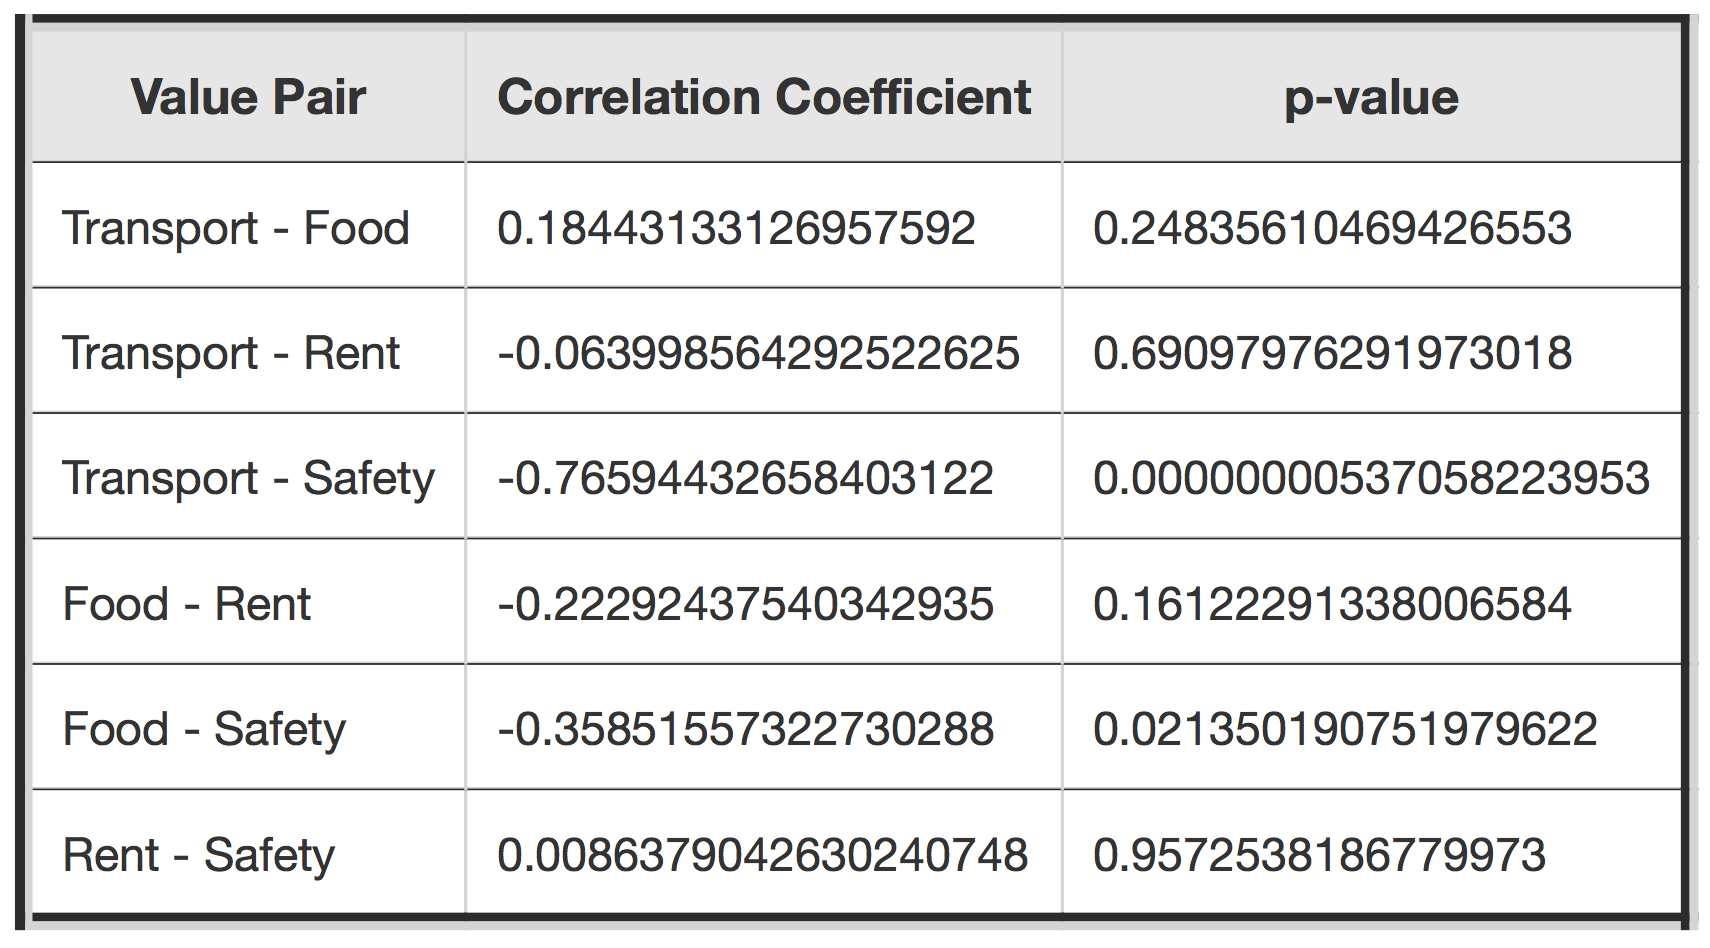 Value Pair Correlation Coefficient p-value
Transport - Food 0.18443133126957592 0.24835610469426553
Transport - Rent -0.063998564292522625 0.69097976291973018
Transport - Safety -0.76594432658403122 0.00000000537058223953
Food - Rent -0.22292437540342935 0.161222913380065584
Food - Safety -0.35851557322730288 0.021350190751979622
Rent - Safety 0.0086379042630240748 0.9572538186779973